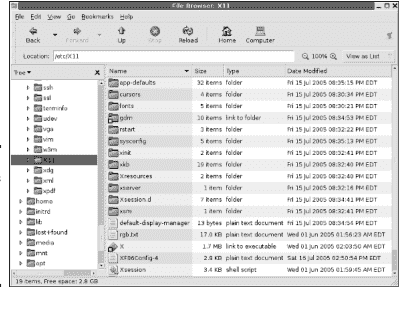 File Browser: X11
File Edit View Go Bookmarks Help
Back Forward Up Stop Reload Home Computer
Location: /etc/X11 100% View as List
Tree Name Size Type Date Modified
ssh
ssl
terminfo
udev
vga
vim
w3m
X11
xdg
xml
xpdf
home
initrd
lib
lost+found
media
mnt
opt
app-defaults 32 items folder Fri 15 Jul 2005 08:35:15 PM EDT
cursors 4 items folder Fri 15 Jul 2005 08:30:34 PM EDT
fonts 5 items folder Fri 15 Jul 2005 08:30:21 PM EDT
gdm 10 items link to folder Fri 15 Jul 2005 08:34:53 PM EDT
rstart 3 items folder Fri 15 Jul 2005 08:32:22 PM EDT
sysconfig 5 items folder Fri 15 Jul 2005 08:35:13 PM EDT
xinit 2 items folder Fri 15 Jul 2005 08:32:41 PM EDT
xkb 19 items folder Fri 15 Jul 2005 08:32:40 PM EDT
Xresources 2 items folder Fri 15 Jul 2005 08:32:40 PM EDT
xserver 1 item folder Fri 15 Jul 2005 08:32:16 PM EDT
Xsession.d 7 items folder Fri 15 Jul 2005 08:34:41 PM EDT
xsm 1 item folder Fri 15 Jul 2005 08:32:41 PM EDT
default-display-manager 13 bytes plain text document Fri 15 Jul 2005 08:34:54 PM EDT
rgb.txt 17.0 KB plain text document Wed 01 Jun 2005 01:56:23 AM EDT
X 1.7 MB link to executable Wed 01 Jun 2005 02:03:50 AM EDT
XF86Config-4 2.8 KB plain text document Sat 16 Jul 2005 02:50:54 PM EDT
Xsession 3.4 KB shell script Wed 01 Jun 2005 01:59:45 AM EDT
19 items, Free space: 2.8 GB